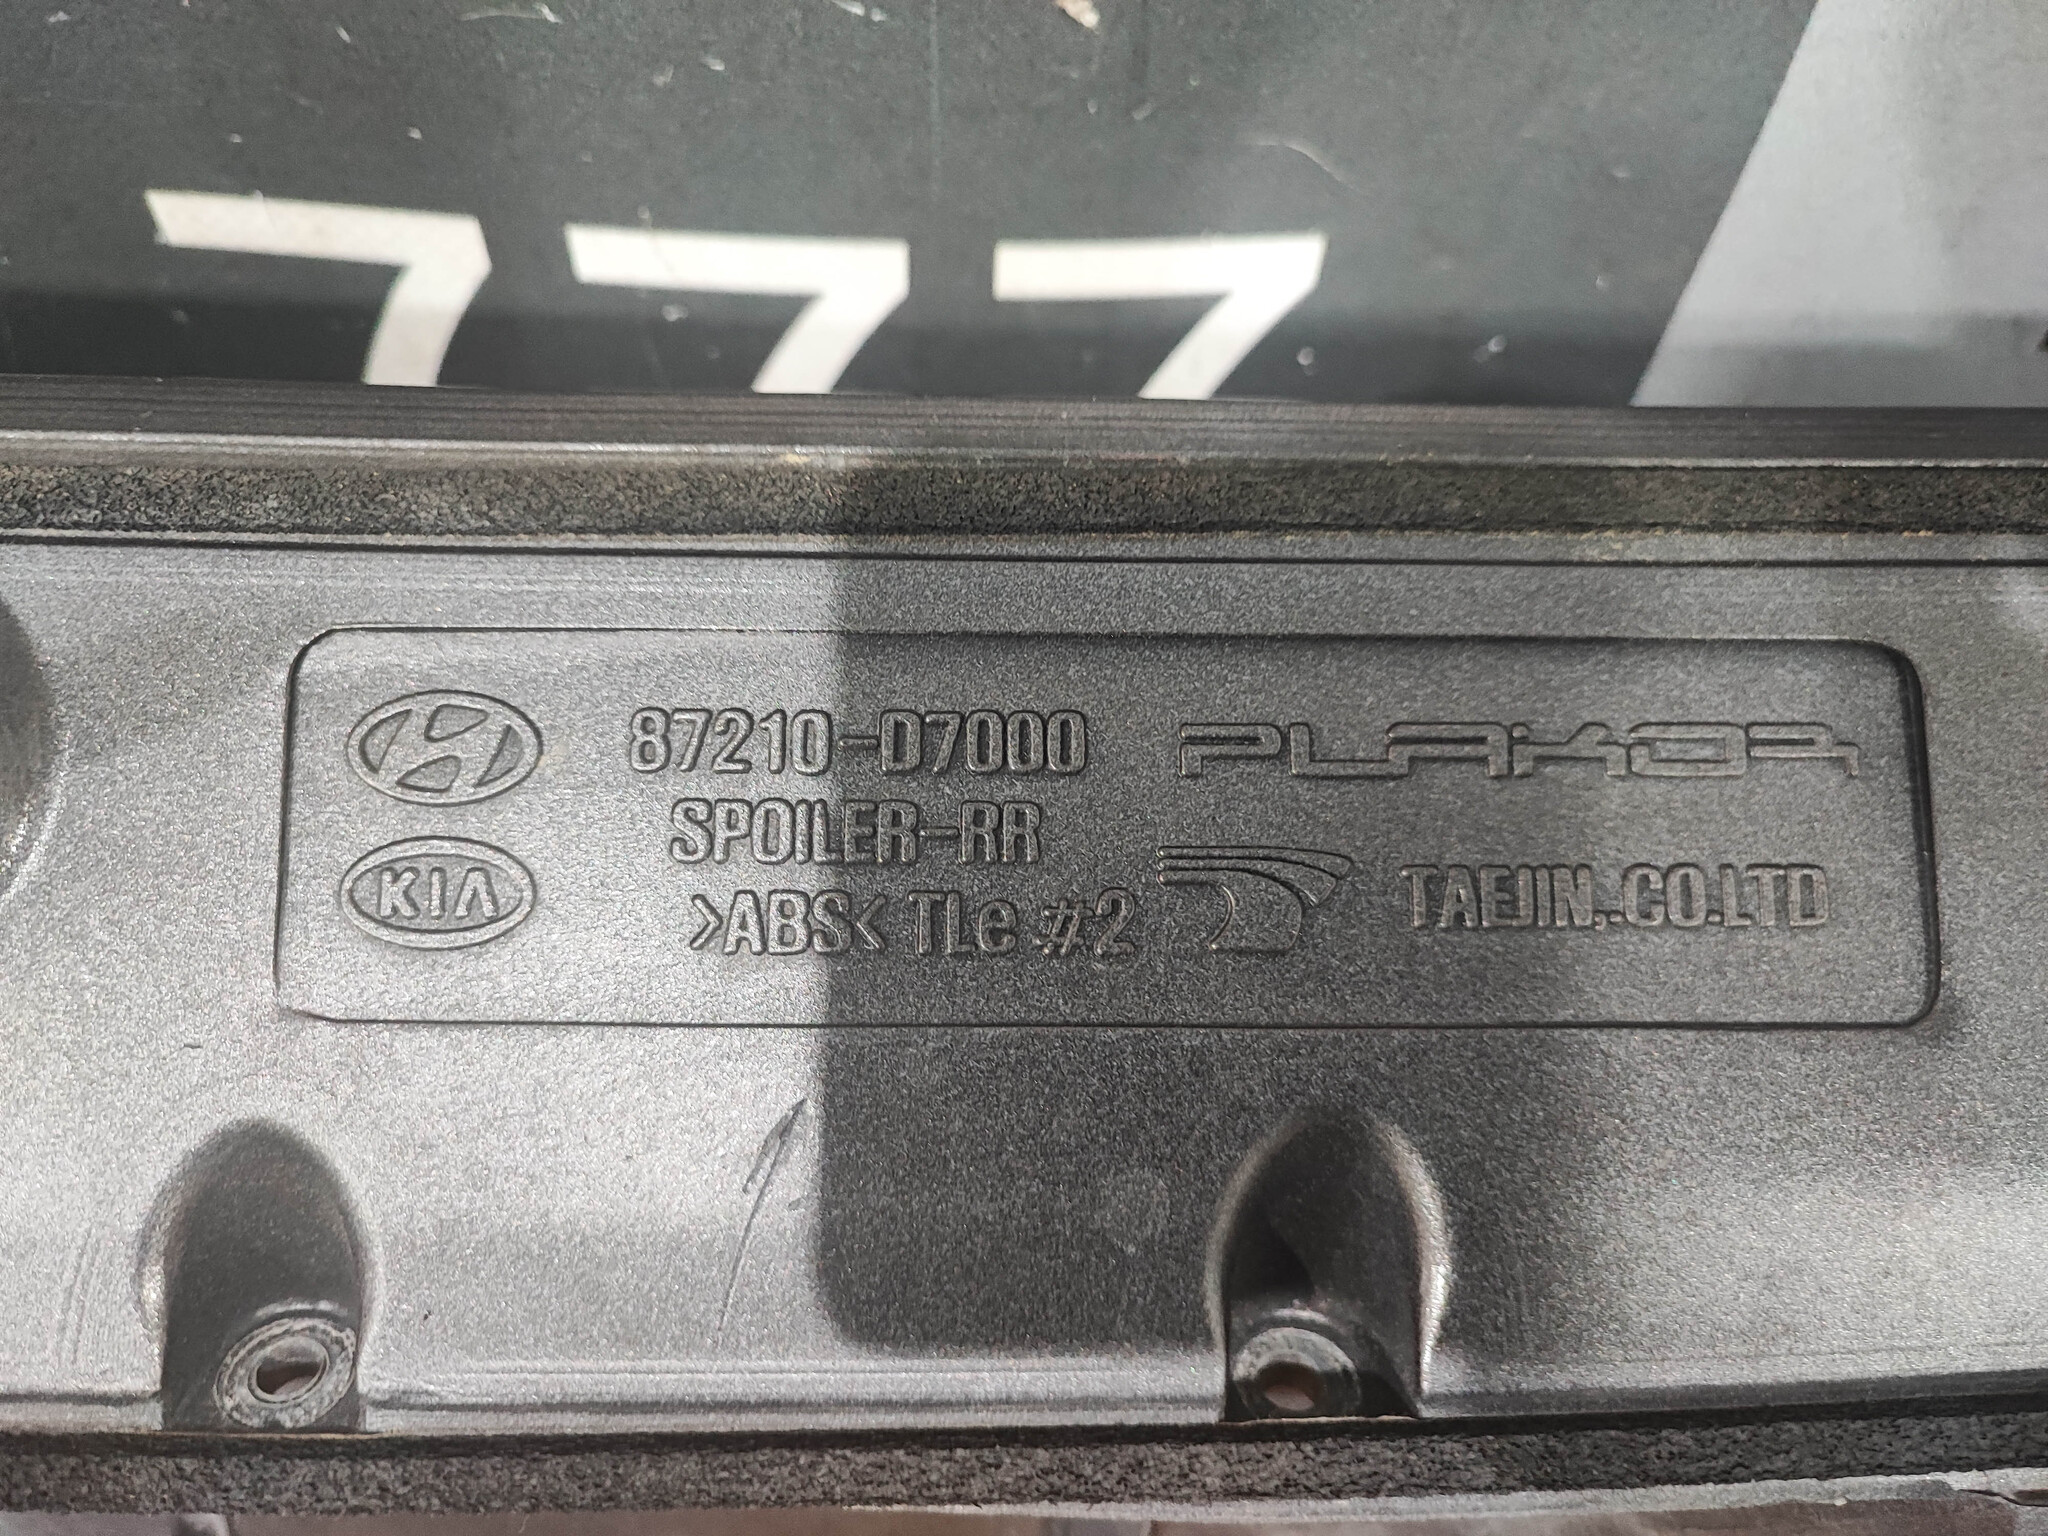 777
87210-D7000 PLAKOR
SPOILER-RR
KIA
>ABS< TLe #2 TAEJIN,.CO.LTD